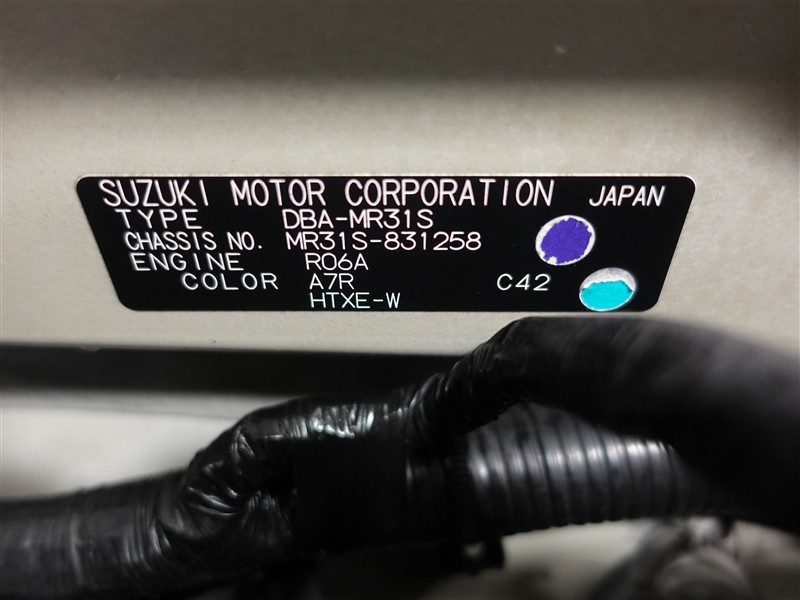 SUZUKI MOTOR CORPORATION JAPAN
TYPE DBA-MR31S
CHASSIS NO. MR31S-831258
ENGINE R06A
COLOR A7R C42
HTXE-W